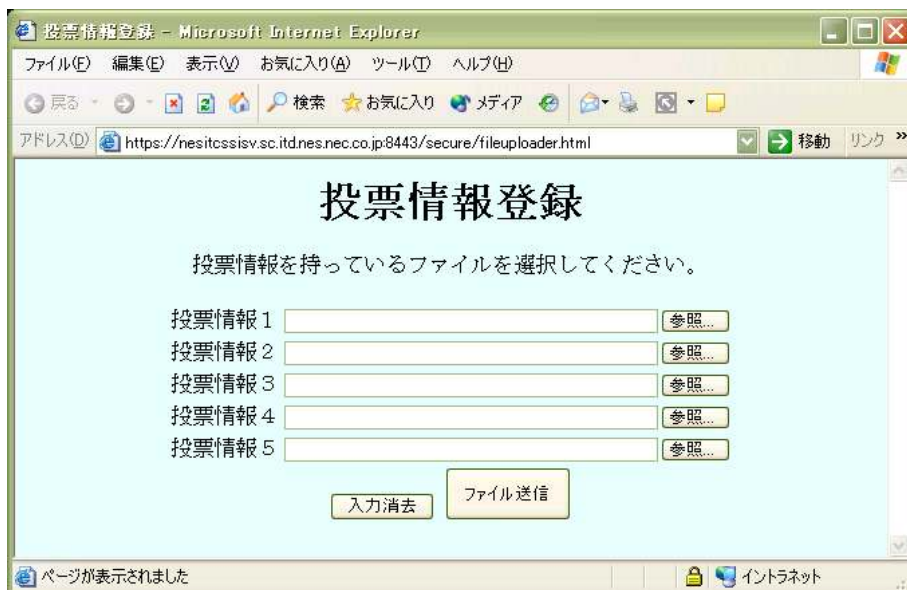 投票情報登録 - Microsoft Internet Explorer
ファイル(F) 編集(E) 表示(V) お気に入り(A) ツール(T) ヘルプ(H)
戻る 検索 お気に入り メディア
アドレス(D) https://nesitcssisv.sc.itd.nes.nec.co.jp:8443/secure/fileuploader.html 移動 リンク »
投票情報登録
投票情報を持っているファイルを選択してください。
投票情報１ 参照...
投票情報２ 参照...
投票情報３ 参照...
投票情報４ 参照...
投票情報５ 参照...
入力消去 ファイル送信
ページが表示されました イントラネット